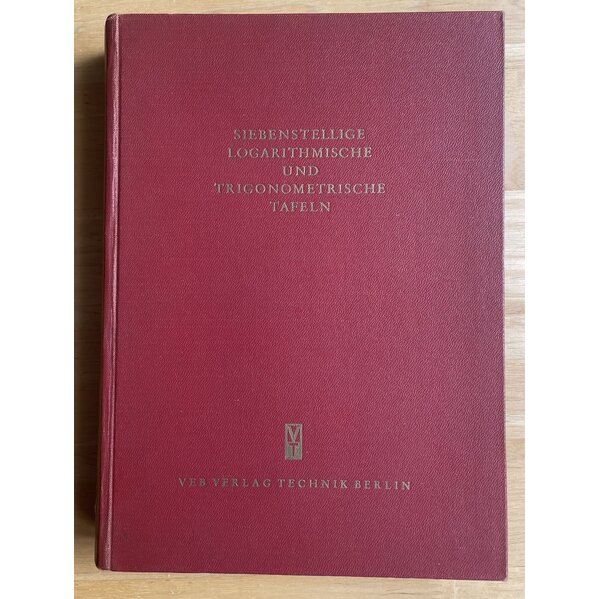 SIEBENSTELLIGE
LOGARITHMISCHE
UND
TRIGONOMETRISCHE
TAFELN
VT
VEB VERLAG TECHNIK BERLIN